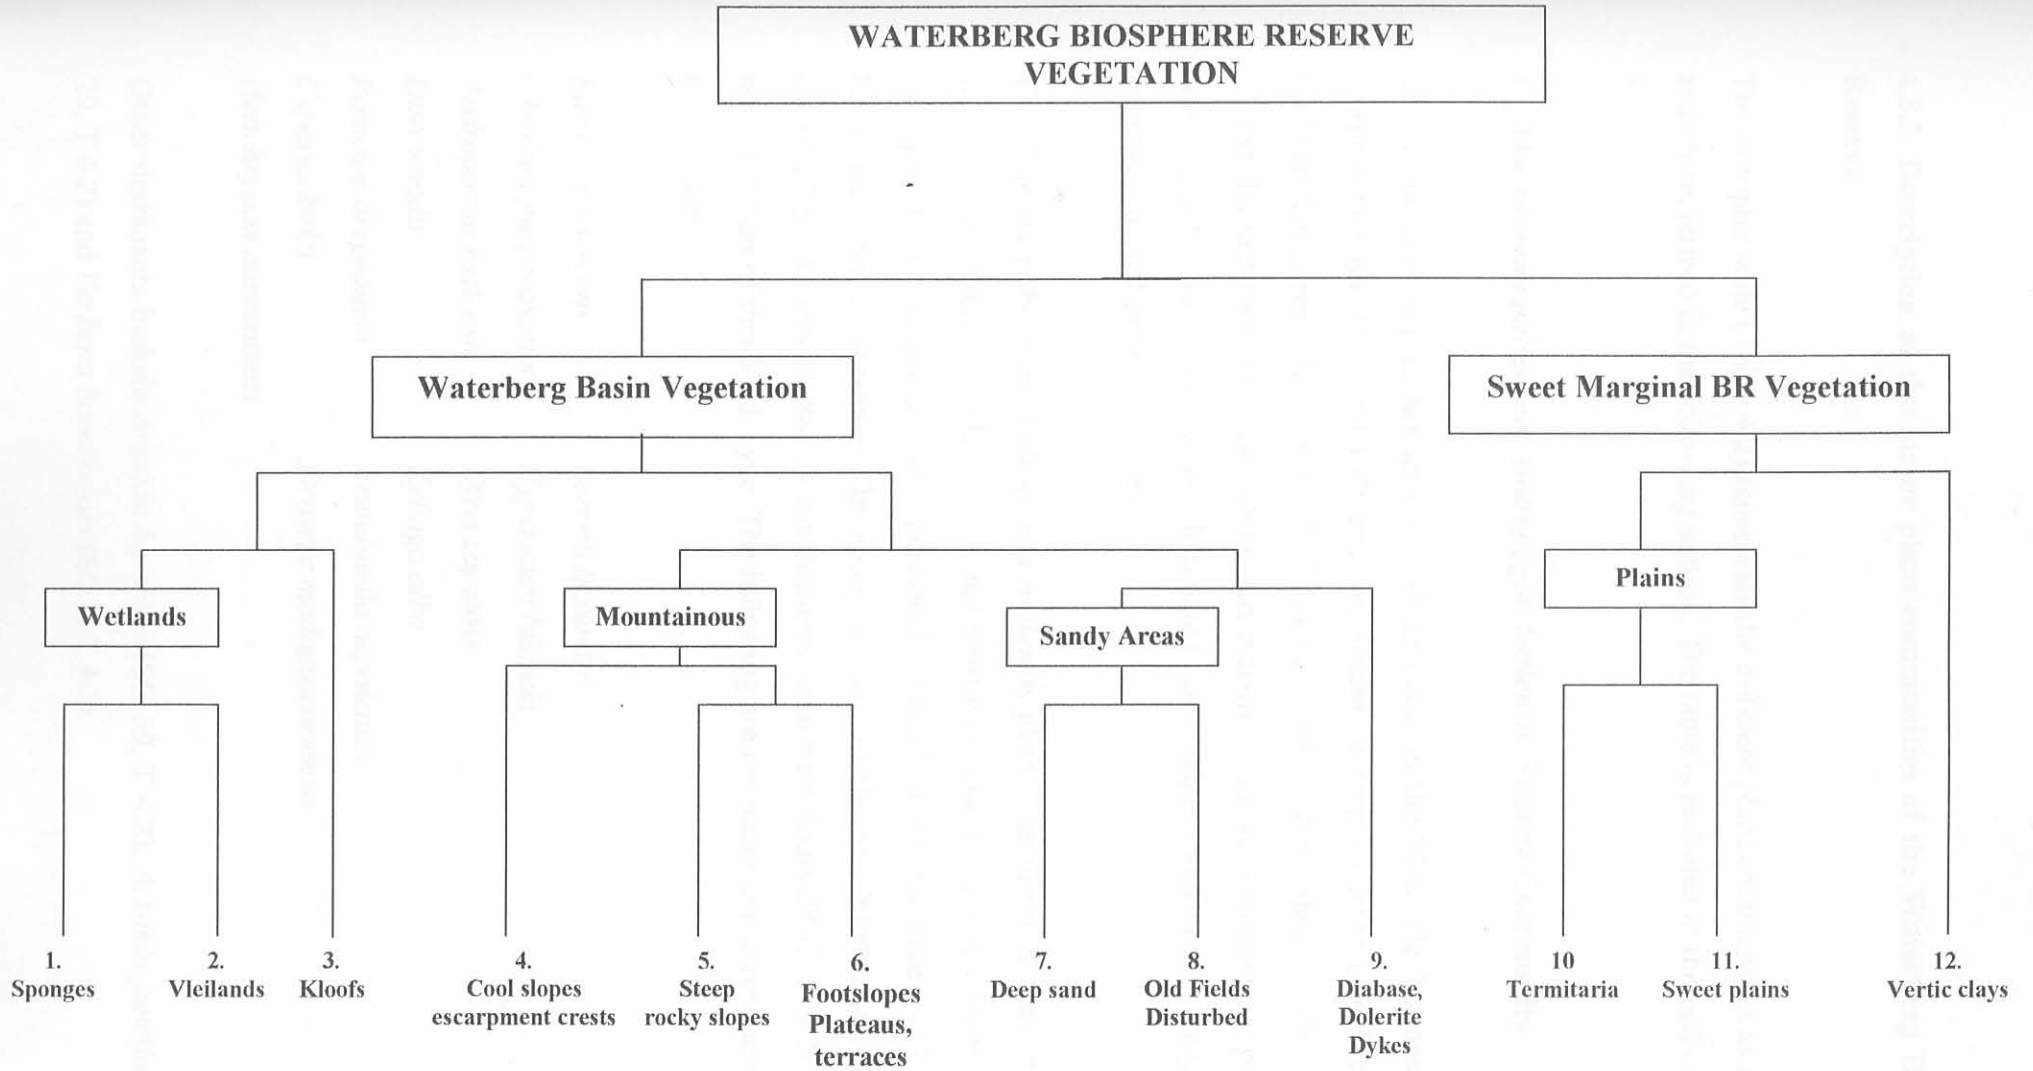 WATERBERG BIOSPHERE RESERVE
VEGETATION
Waterberg Basin Vegetation
Sweet Marginal BR Vegetation
Wetlands
Mountainous
Sandy Areas
Plains
1.
Sponges
2.
Vleilands
3.
Kloofs
4.
Cool slopes
escarpment crests
5.
Steep
rocky slopes
6.
Footslopes
Plateaus,
terraces
7.
Deep sand
8.
Old Fields
Disturbed
9.
Diabase,
Dolerite
Dykes
10
Termitaria
11.
Sweet plains
12.
Vertic clays